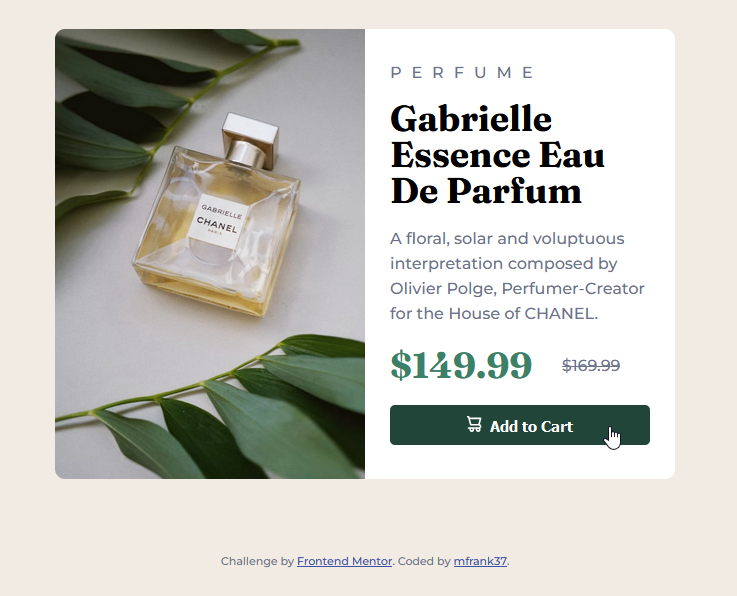 GABRIELLE
CHANEL
PARIS
PERFUME
Gabrielle
Essence Eau
De Parfum
A floral, solar and voluptuous
interpretation composed by
Olivier Polge, Perfumer-Creator
for the House of CHANEL.
$149.99 $169.99
Add to Cart
Challenge by Frontend Mentor. Coded by mfrank37.